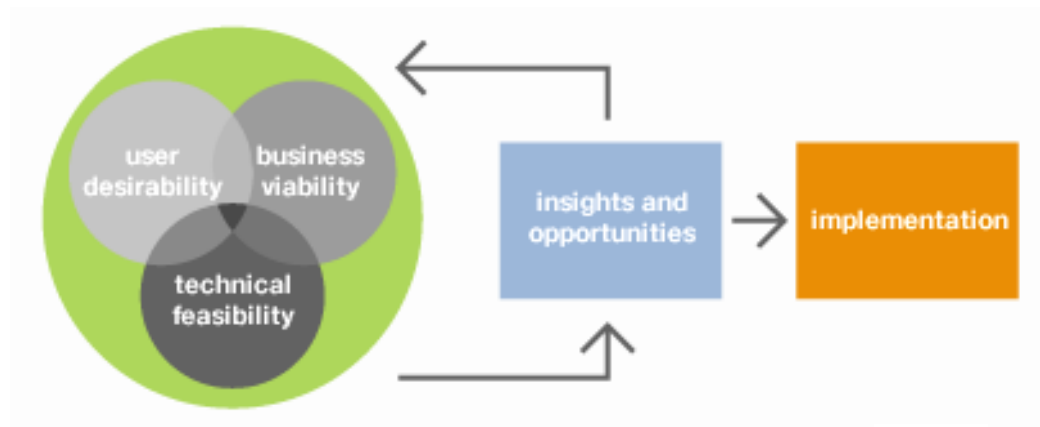 user
desirability
business
viability
technical
feasibility
insights and
opportunities
implementation